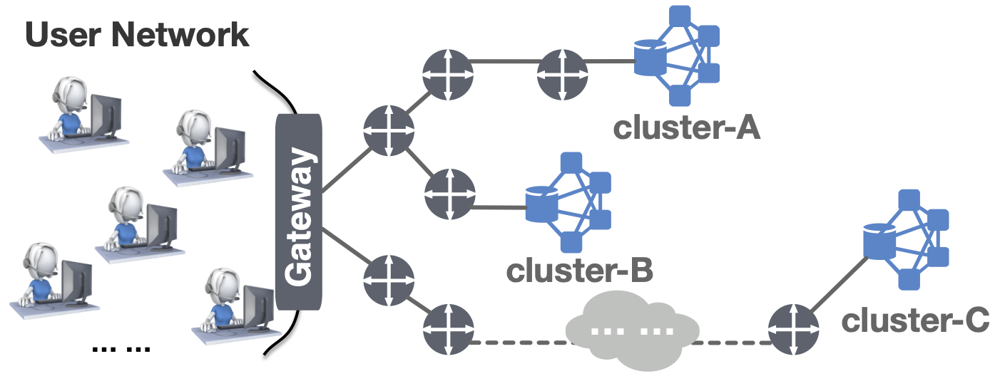 User Network
Gateway
cluster-A
cluster-B
cluster-C
... ...
... ...